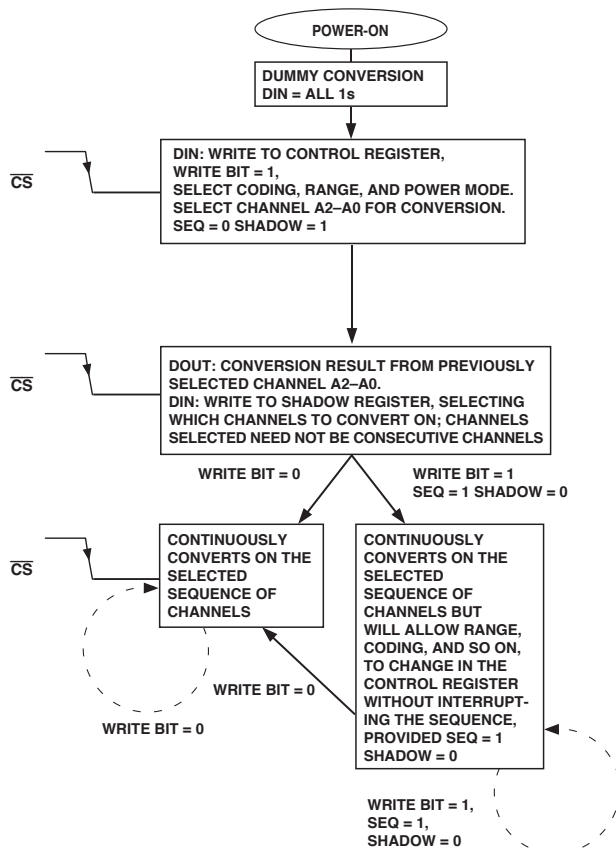 POWER-ON
DUMMY CONVERSION
DIN = ALL 1s
CS
DIN: WRITE TO CONTROL REGISTER,
WRITE BIT = 1,
SELECT CODING, RANGE, AND POWER MODE.
SELECT CHANNEL A2–A0 FOR CONVERSION.
SEQ = 0 SHADOW = 1
CS
DOUT: CONVERSION RESULT FROM PREVIOUSLY
SELECTED CHANNEL A2–A0.
DIN: WRITE TO SHADOW REGISTER, SELECTING
WHICH CHANNELS TO CONVERT ON; CHANNELS
SELECTED NEED NOT BE CONSECUTIVE CHANNELS
WRITE BIT = 0
WRITE BIT = 1
SEQ = 1 SHADOW = 0
CS
CONTINUOUSLY
CONVERTS ON THE
SELECTED
SEQUENCE OF
CHANNELS
CONTINUOUSLY
CONVERTS ON THE
SELECTED
SEQUENCE OF
CHANNELS BUT
WILL ALLOW RANGE,
CODING, AND SO ON,
TO CHANGE IN THE
CONTROL REGISTER
WITHOUT INTERRUPT-
ING THE SEQUENCE,
PROVIDED SEQ = 1
SHADOW = 0
WRITE BIT = 0
WRITE BIT = 0
WRITE BIT = 1,
SEQ = 1,
SHADOW = 0